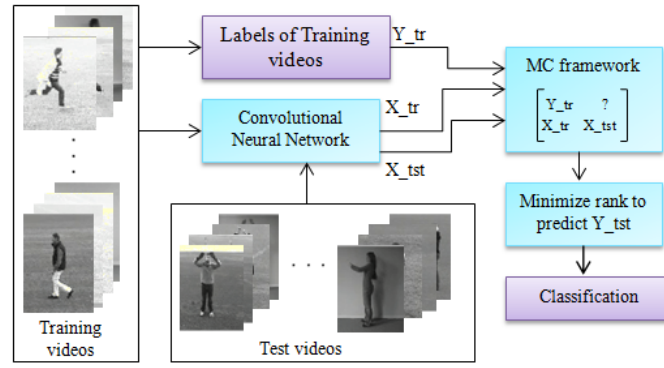 Labels of Training
videos
Y_tr
Convolutional
Neural Network
X_tr
X_tst
MC framework
Y_tr ?
X_tr X_tst
Minimize rank to
predict Y_tst
Classification
Training
videos
Test videos